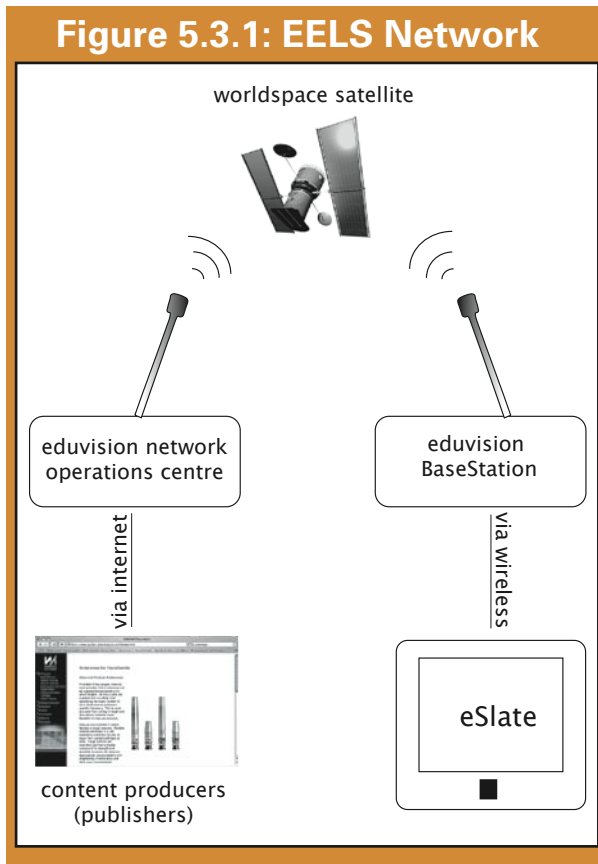 Figure 5.3.1: EELS Network
worldspace satellite
eduvision network
operations centre
eduvision
BaseStation
via internet
via wireless
eSlate
content producers
(publishers)